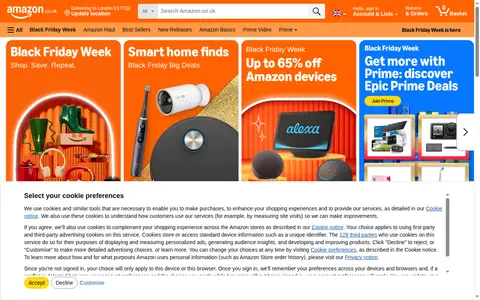 amazon.co.uk
Delivering to London E177QZ
Update location
All
Search Amazon.co.uk
EN
Hello, sign in
Account & Lists
Returns
& Orders
0
Basket
All
Black Friday Week
Amazon Haul
Best Sellers
New Releases
Amazon Basics
Prime Video
Prime
Black Friday Week is here
Black Friday Week
Shop. Save. Repeat.
Smart home finds
Black Friday Big Deals
Black Friday Week
Up to 65% off
Amazon devices
alexa
Black Friday Week
Get more with
Prime: discover
Epic Prime Deals
Join Prime
Select your cookie preferences
We use cookies and similar tools that are necessary to enable you to make purchases, to enhance your shopping experiences and to provide our services, as detailed in our Cookie
notice. We also use these cookies to understand how customers use our services (for example, by measuring site visits) so we can make improvements.
If you agree, we'll also use cookies to complement your shopping experience across the Amazon stores as described in our Cookie notice. Your choice applies to using first-party
and third-party advertising cookies on this service. Cookies store or access standard device information such as a unique identifier. The 129 third parties who use cookies on this
service do so for their purposes of displaying and measuring personalized ads, generating audience insights, and developing and improving products. Click "Decline" to reject, or
"Customise" to make more detailed advertising choices, or learn more. You can change your choices at any time by visiting Cookie preferences, as described in the Cookie notice.
To learn more about how and for what purposes Amazon uses personal information (such as Amazon Store order history), please visit our Privacy notice.
Since you're not signed in, your choice will only apply to this device or this browser. Once you sign in, we'll remember your preferences across your devices and browsers and, if a
Accept
Decline
Customise